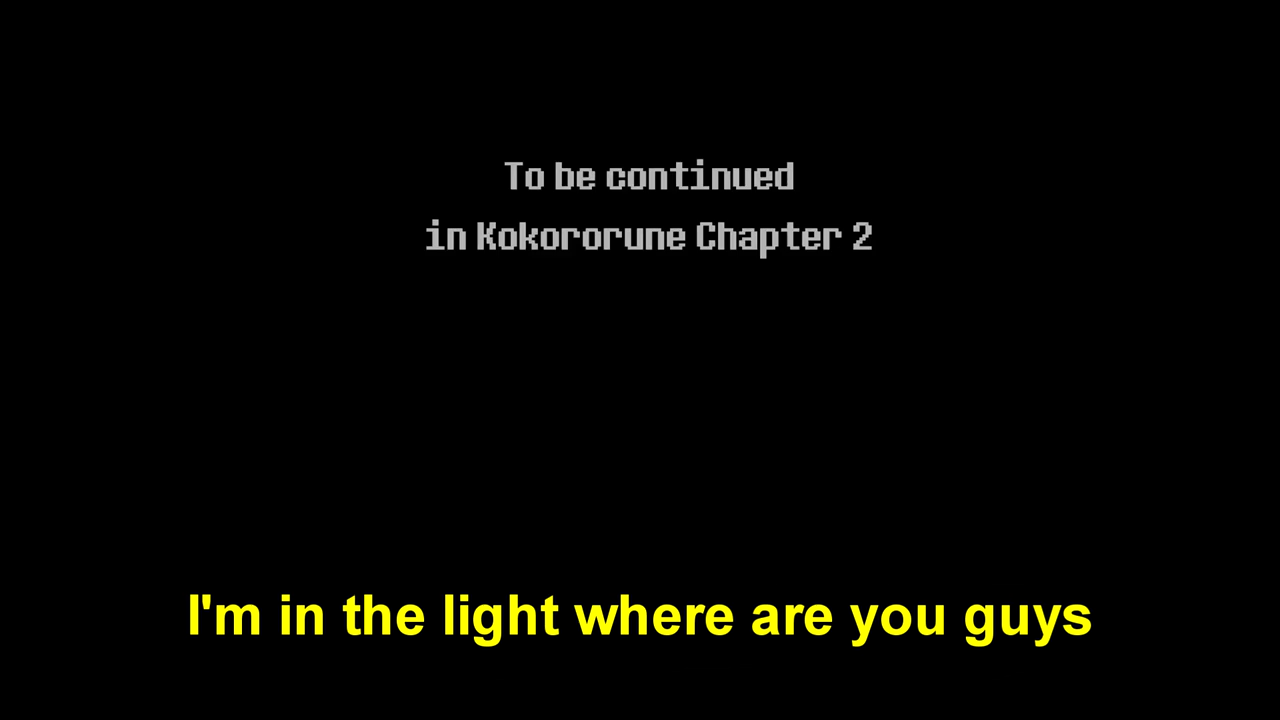 To be continued
in Kokororune Chapter 2
I'm in the light where are you guys